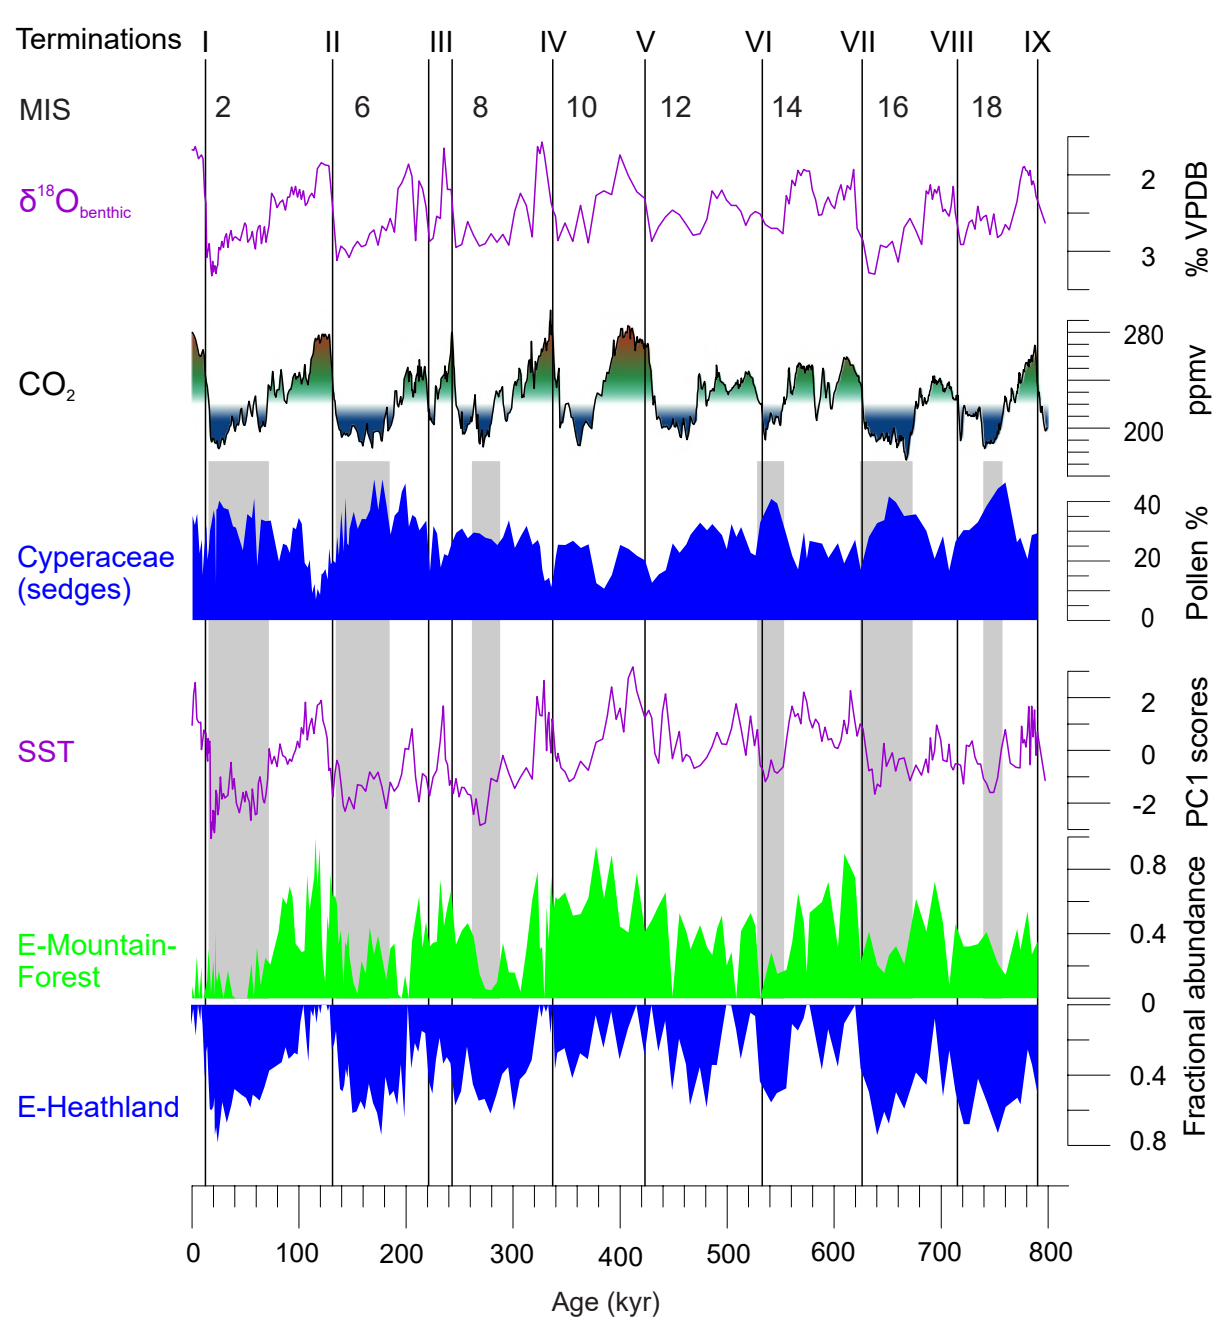 Terminations I II III IV V VI VII VIII IX
MIS 2 6 8 10 12 14 16 18
δ¹⁸Obenthic
2
3
‰ VPDB
CO₂
280
200
ppmv
Cyperaceae
(sedges)
40
20
0
Pollen %
SST
2
0
-2
PC1 scores
E-Mountain-
Forest
0.8
0.4
0
E-Heathland
0.4
0.8
Fractional abundance
0 100 200 300 400 500 600 700 800
Age (kyr)